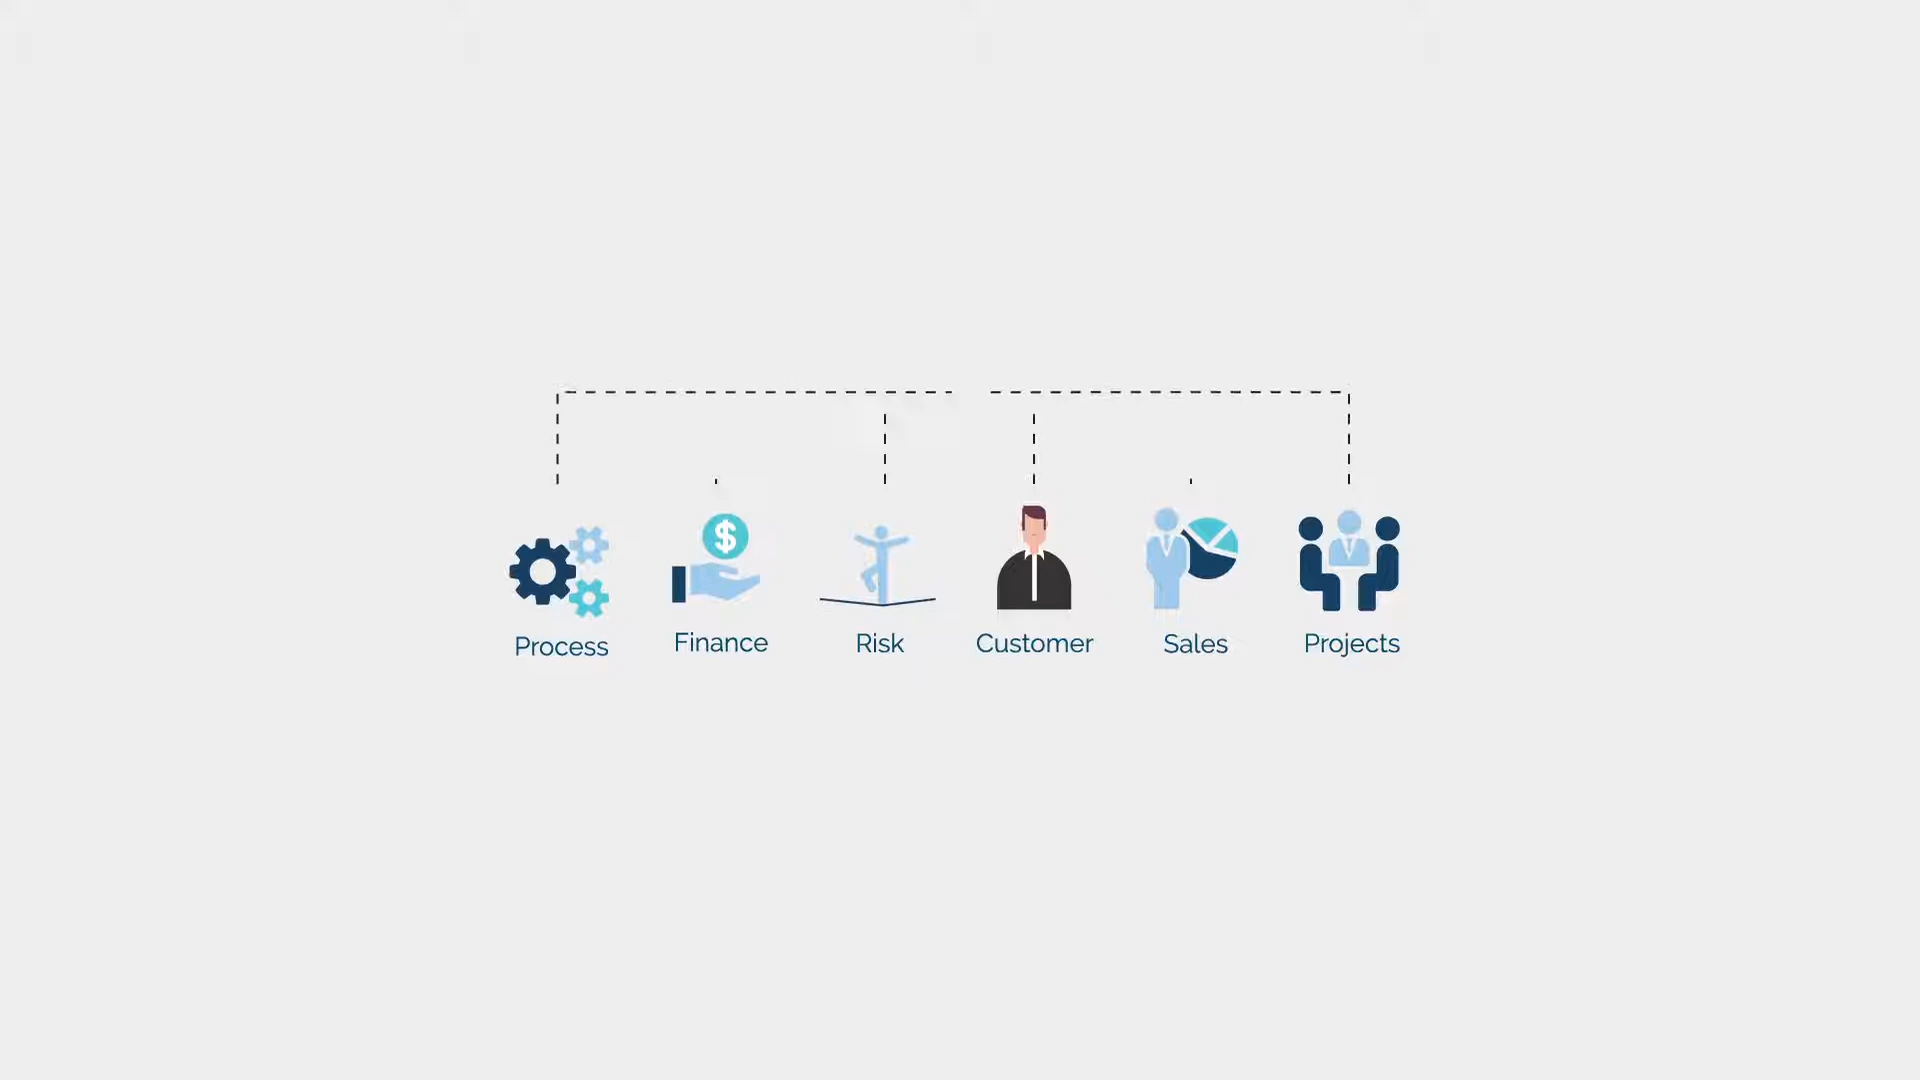 Process
Finance
Risk
Customer
Sales
Projects